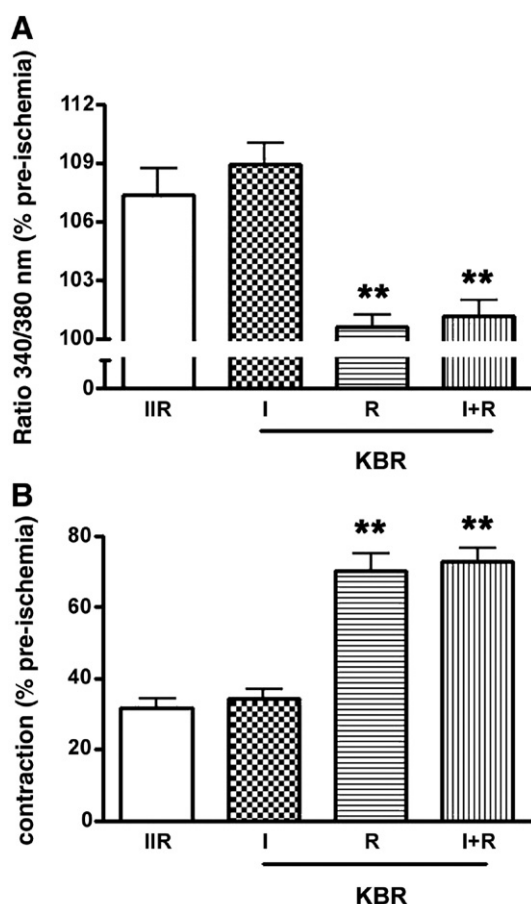 A
Ratio 340/380 nm (% pre-ischemia)
112
109
106
103
100
0
**
**
IIR
I
R
I+R
KBR
B
contraction (% pre-ischemia)
80
60
40
20
0
**
**
IIR
I
R
I+R
KBR